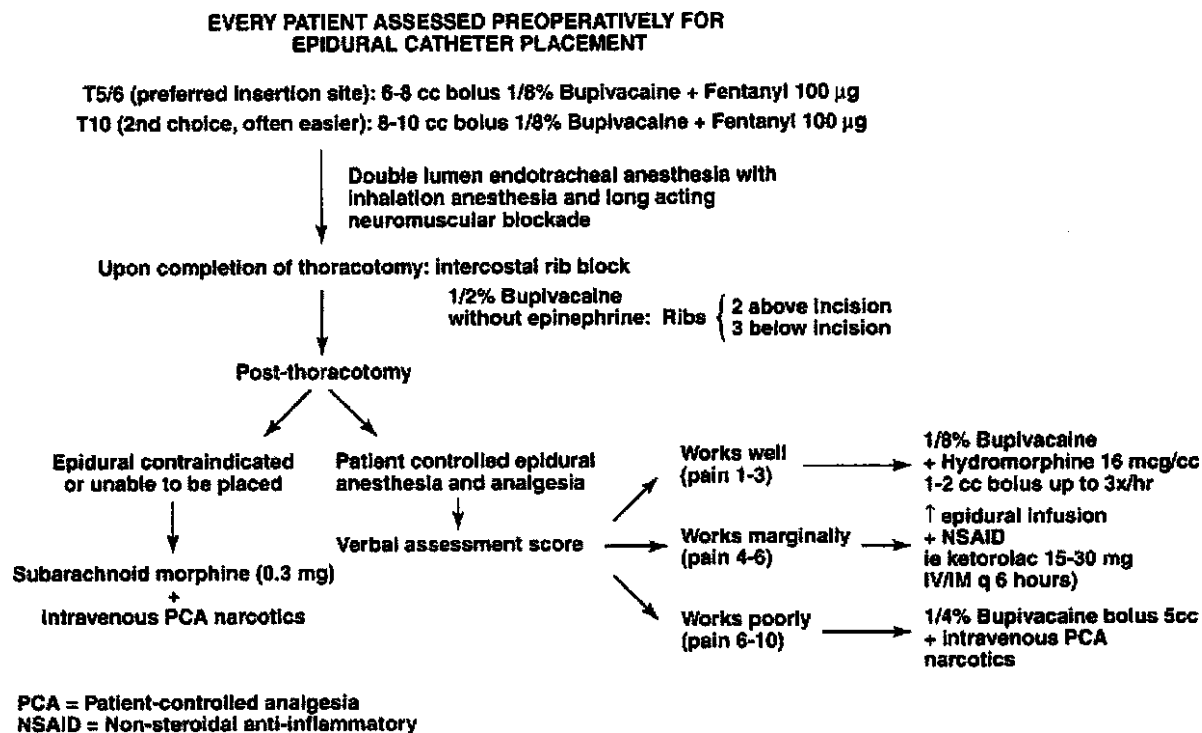 EVERY PATIENT ASSESSED PREOPERATIVELY FOR
EPIDURAL CATHETER PLACEMENT
T5/6 (preferred insertion site): 6-8 cc bolus 1/8% Bupivacaine + Fentanyl 100 µg
T10 (2nd choice, often easier): 8-10 cc bolus 1/8% Bupivacaine + Fentanyl 100 µg
Double lumen endotracheal anesthesia with
inhalation anesthesia and long acting
neuromuscular blockade
Upon completion of thoracotomy: intercostal rib block
1/2% Bupivacaine
without epinephrine: Ribs { 2 above incision
3 below incision
Post-thoracotomy
Epidural contraindicated
or unable to be placed
Subarachnoid morphine (0.3 mg)
+
Intravenous PCA narcotics
Patient controlled epidural
anesthesia and analgesia
Verbal assessment score
Works well
(pain 1-3)
1/8% Bupivacaine
+ Hydromorphine 16 mcg/cc
1-2 cc bolus up to 3x/hr
Works marginally
(pain 4-6)
↑ epidural infusion
+ NSAID
ie ketorolac 15-30 mg
IV/IM q 6 hours)
Works poorly
(pain 6-10)
1/4% Bupivacaine bolus 5cc
+ intravenous PCA
narcotics
PCA = Patient-controlled analgesia
NSAID = Non-steroidal anti-inflammatory